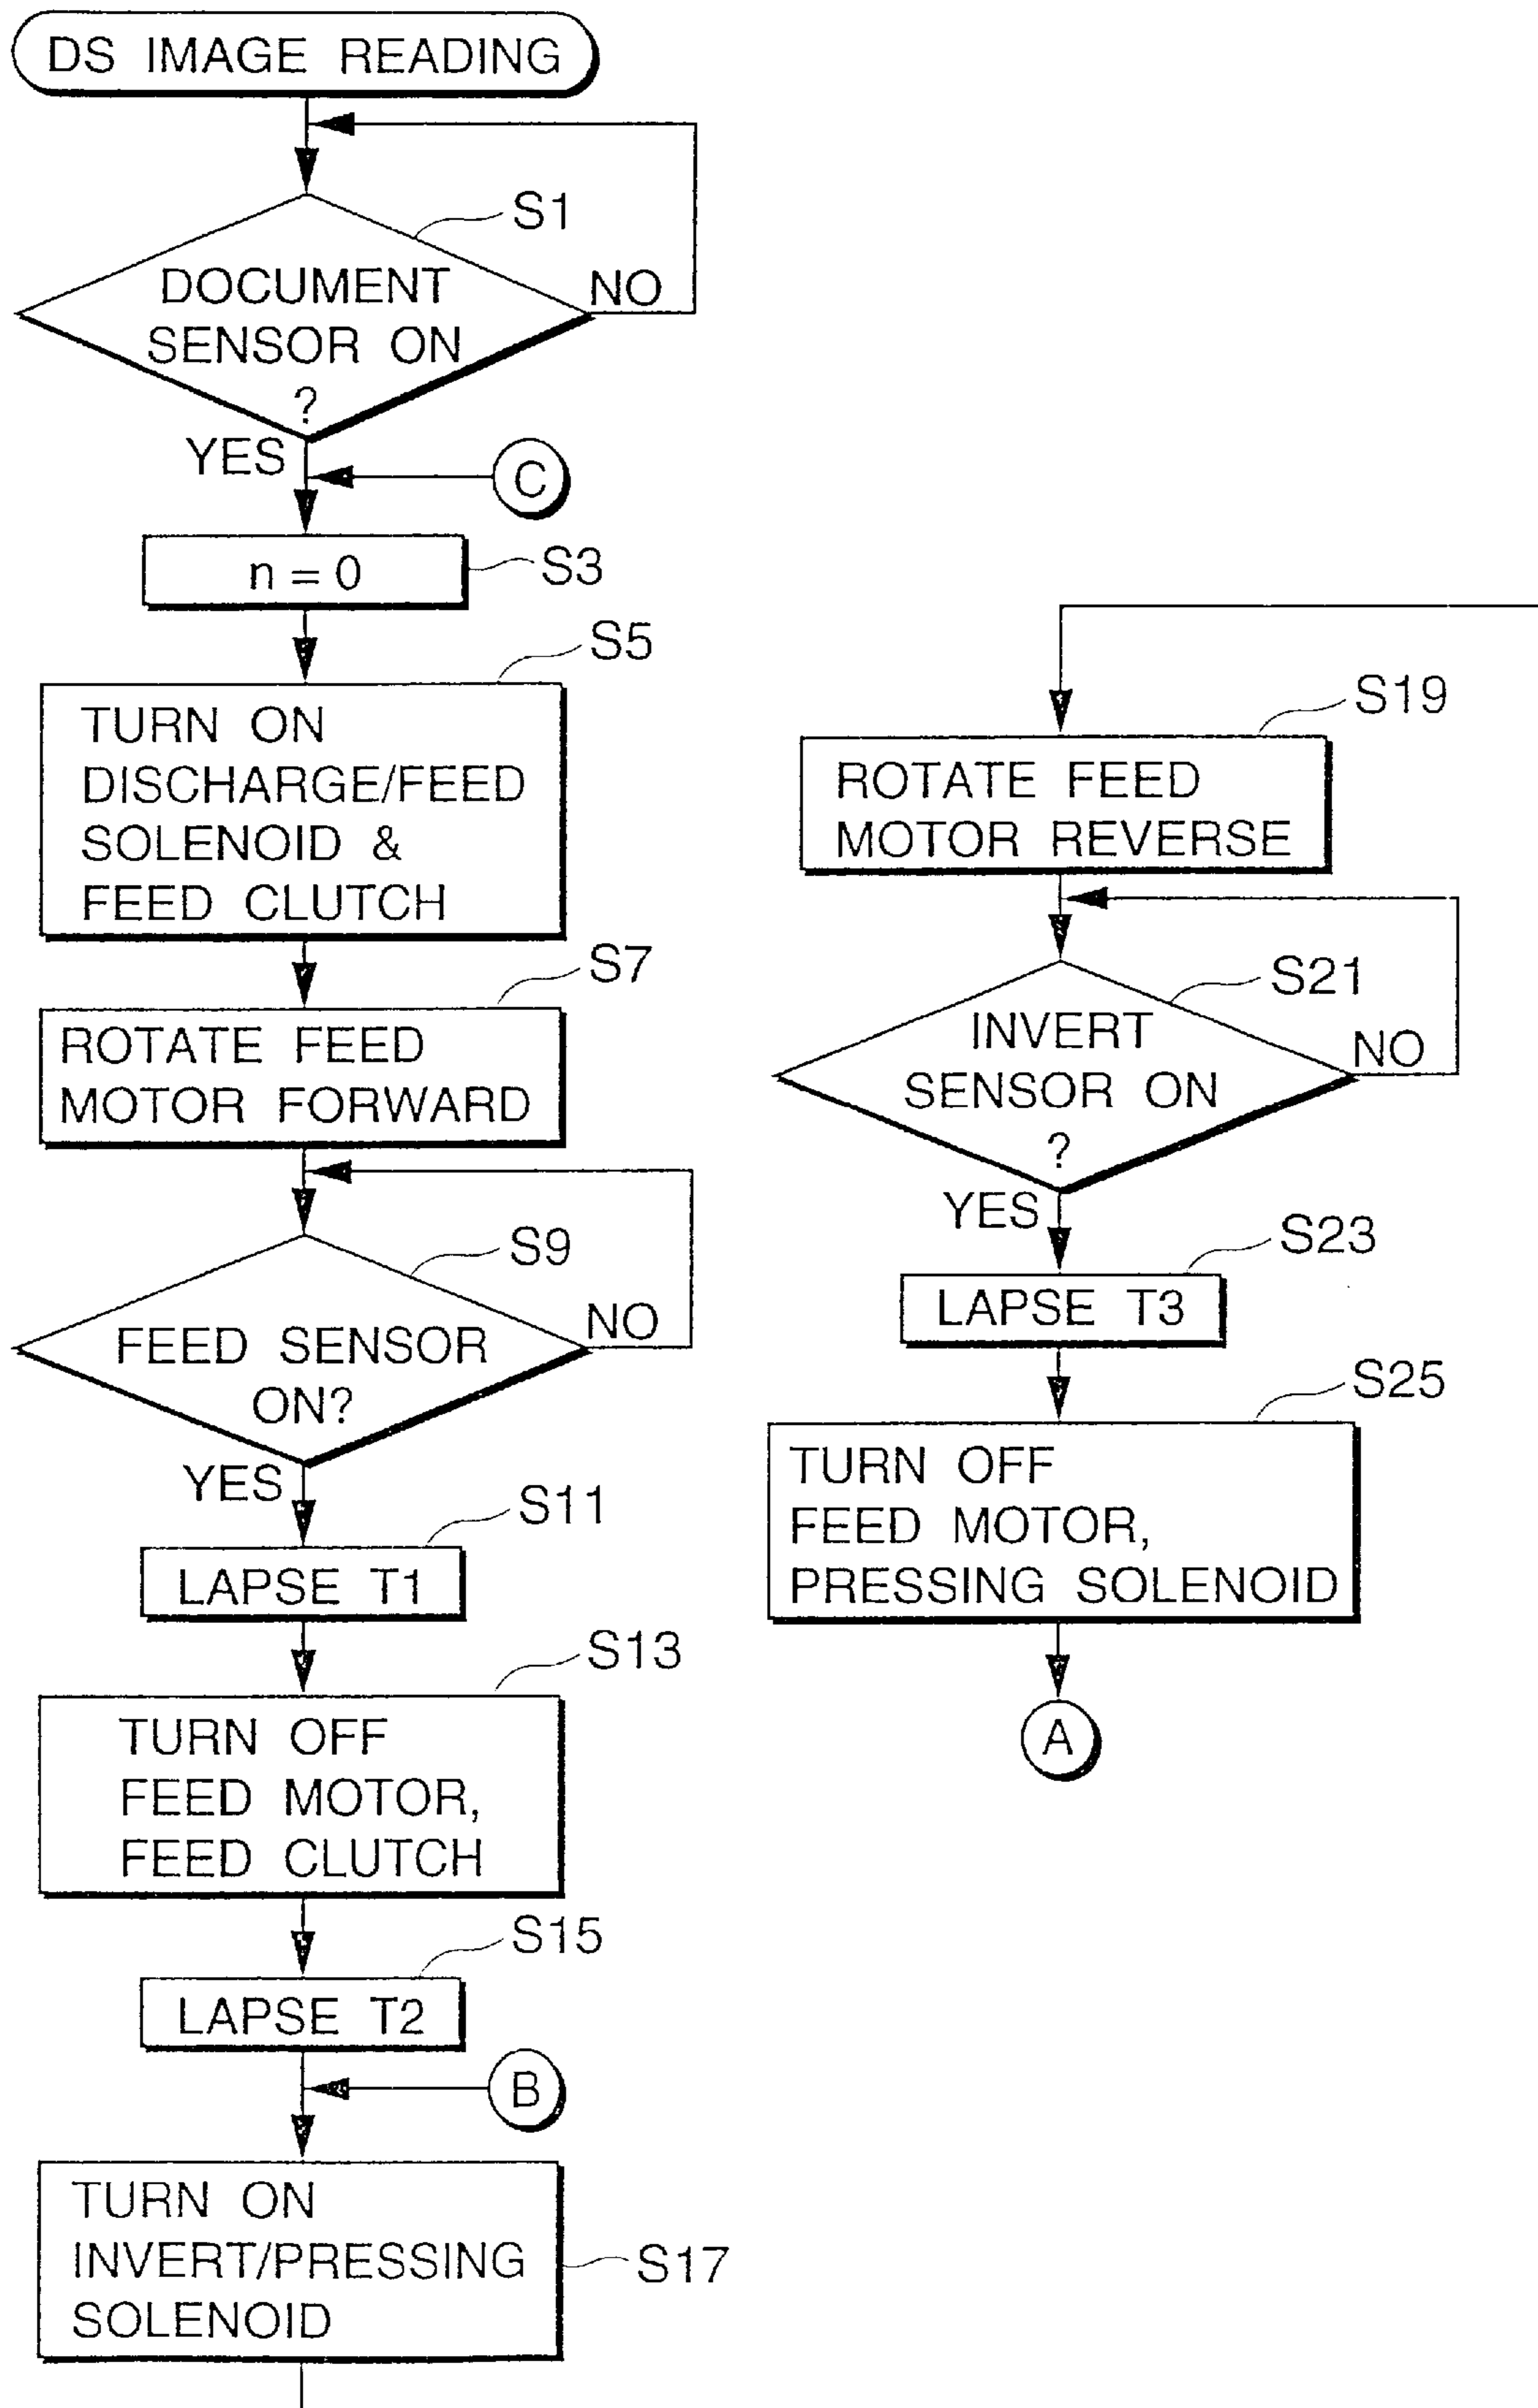 DS IMAGE READING
S1
DOCUMENT
SENSOR ON
?
NO
YES
C
n = 0
S3
S5
TURN ON
DISCHARGE/FEED
SOLENOID &
FEED CLUTCH
S7
ROTATE FEED
MOTOR FORWARD
S9
FEED SENSOR
ON?
NO
YES
S11
LAPSE T1
S13
TURN OFF
FEED MOTOR,
FEED CLUTCH
S15
LAPSE T2
B
TURN ON
INVERT/PRESSING
SOLENOID
S17
S19
ROTATE FEED
MOTOR REVERSE
S21
INVERT
SENSOR ON
?
NO
YES
S23
LAPSE T3
S25
TURN OFF
FEED MOTOR,
PRESSING SOLENOID
A